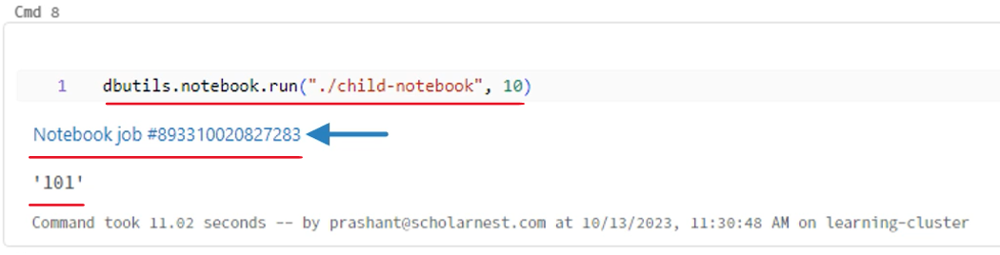 Cmd 8
1 dbutils.notebook.run("./child-notebook", 10)
Notebook job #893310020827283
'101'
Command took 11.02 seconds -- by prashant@scholarnest.com at 10/13/2023, 11:30:48 AM on learning-cluster